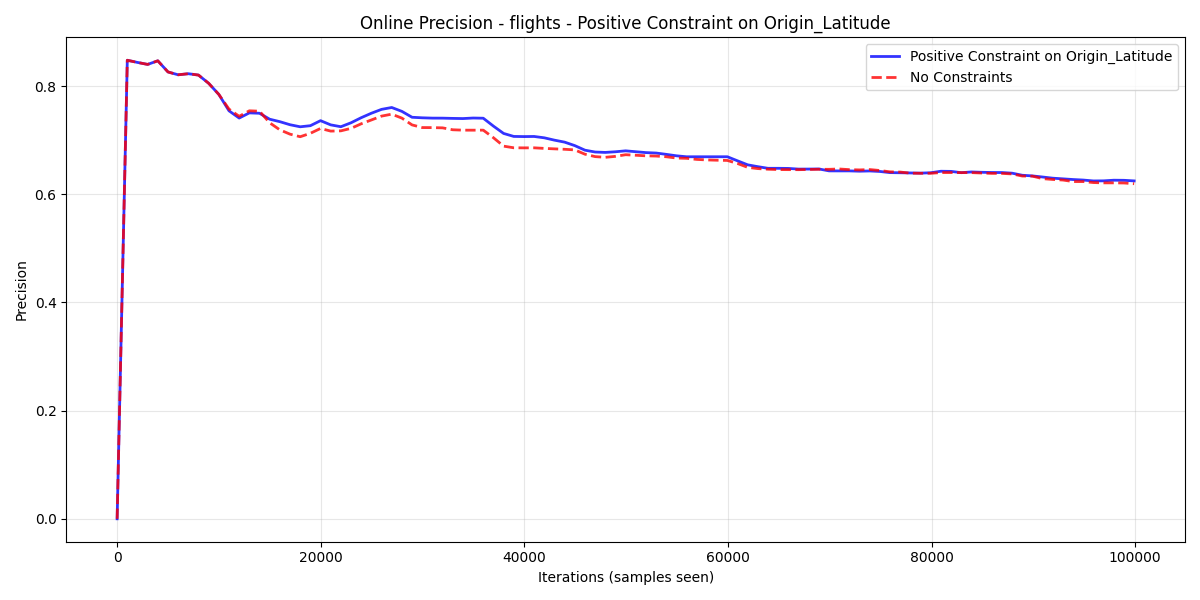 Online Precision - flights - Positive Constraint on Origin_Latitude
Positive Constraint on Origin_Latitude
No Constraints
Precision
0.8
0.6
0.4
0.2
0.0
0 20000 40000 60000 80000 100000
Iterations (samples seen)